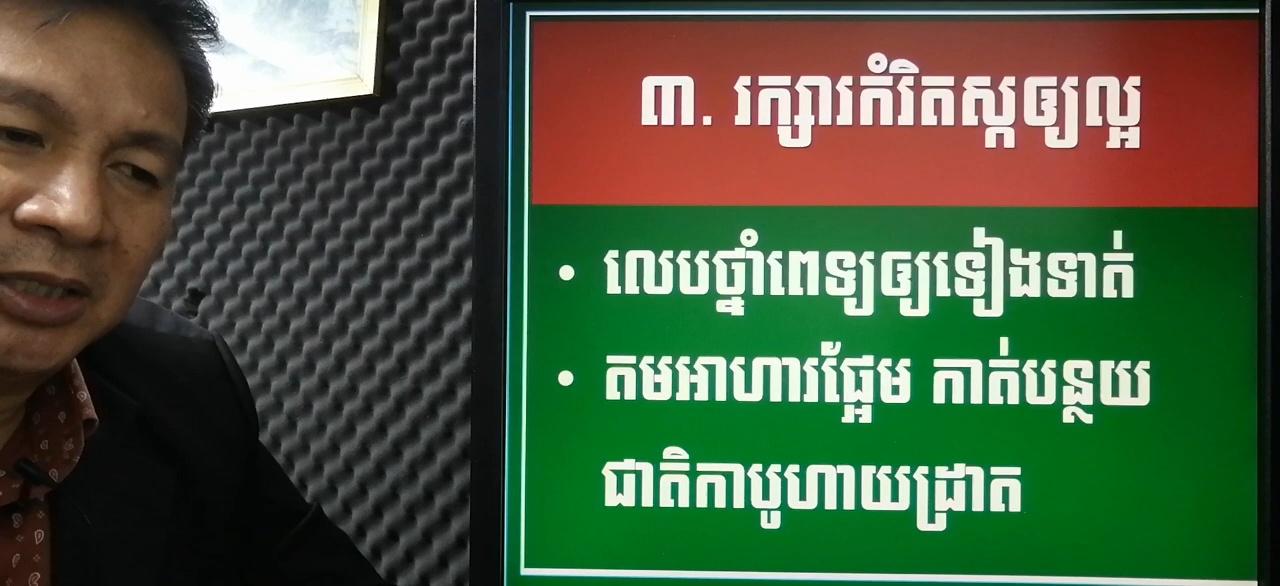 ៣. រក្សារកំរិតស្ករឲ្យល្អ
• លេបថ្នាំពេទ្យឲ្យទៀងទាត់
• តមអាហារផ្អែម កាត់បន្ថយ
ជាតិកាបូហាយដ្រាត